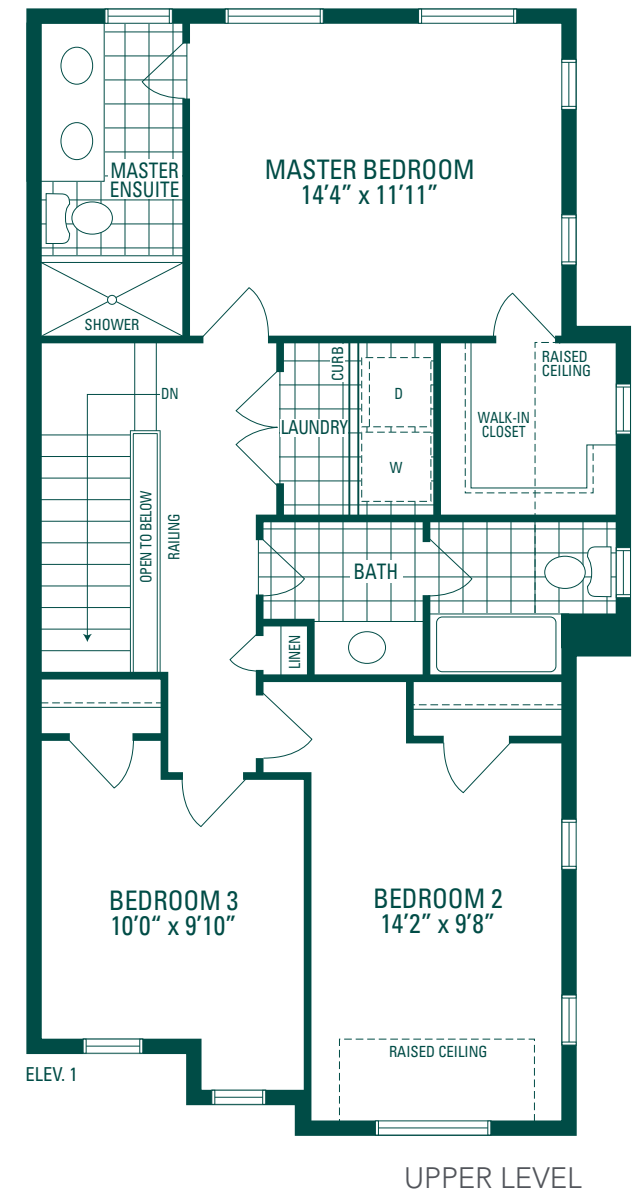 MASTER
ENSUITE
MASTER BEDROOM
14'4" x 11'11"
SHOWER
DN
CURB
D
LAUNDRY
W
RAISED
CEILING
WALK-IN
CLOSET
OPEN TO BELOW
RAILING
BATH
LINEN
BEDROOM 3
10'0" x 9'10"
BEDROOM 2
14'2" x 9'8"
RAISED CEILING
ELEV. 1
UPPER LEVEL